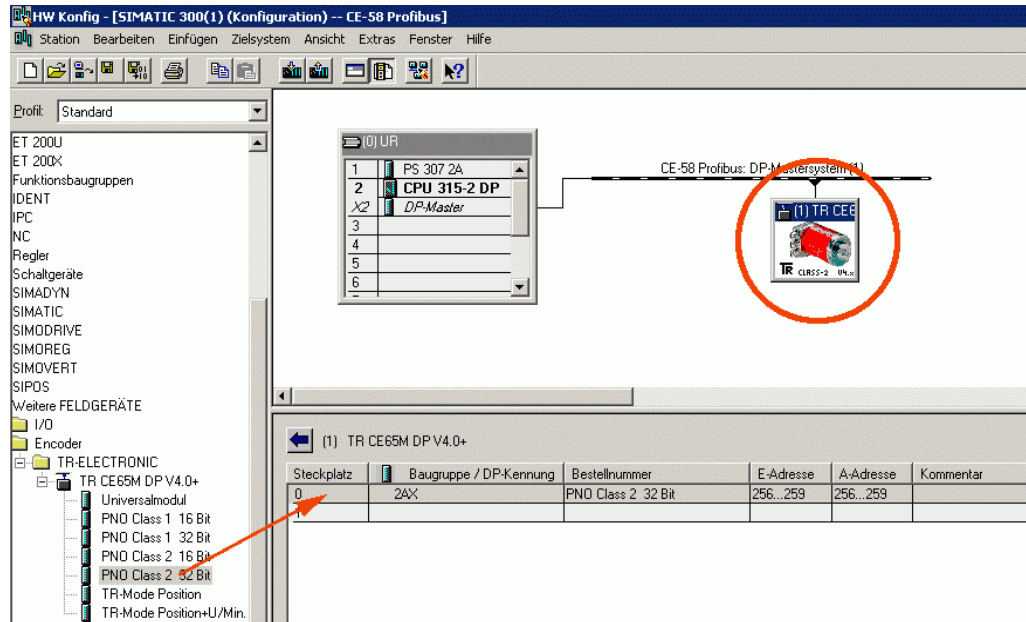 HW Konfig - [SIMATIC 300(1) (Konfiguration) -- CE-58 Profibus]
Station Bearbeiten Einfügen Zielsystem Ansicht Extras Fenster Hilfe
Profil: Standard
ET 200U
ET 200X
Funktionsbaugruppen
IDENT
IPC
NC
Regler
Schaltgeräte
SIMADYN
SIMATIC
SIMODRIVE
SIMOREG
SIMOVERT
SIPOS
Weitere FELDGERÄTE
I/O
Encoder
TR-ELECTRONIC
TR CE65M DP V4.0+
Universalmodul
PNO Class 1 16 Bit
PNO Class 1 32 Bit
PNO Class 2 16 Bit
PNO Class 2 32 Bit
TR-Mode Position
TR-Mode Position+U/Min.
(0) UR
1 PS 307 2A
2 CPU 315-2 DP
X2 DP-Master
3
4
5
6
CE-58 Profibus: DP-Mastersystem (1)
(1) TR CE6
TR CLASS-2 V4.x
(1) TR CE65M DP V4.0+
Steckplatz Baugruppe / DP-Kennung Bestellnummer E-Adresse A-Adresse Kommentar
0 2AX PNO Class 2 32 Bit 256...259 256...259
1